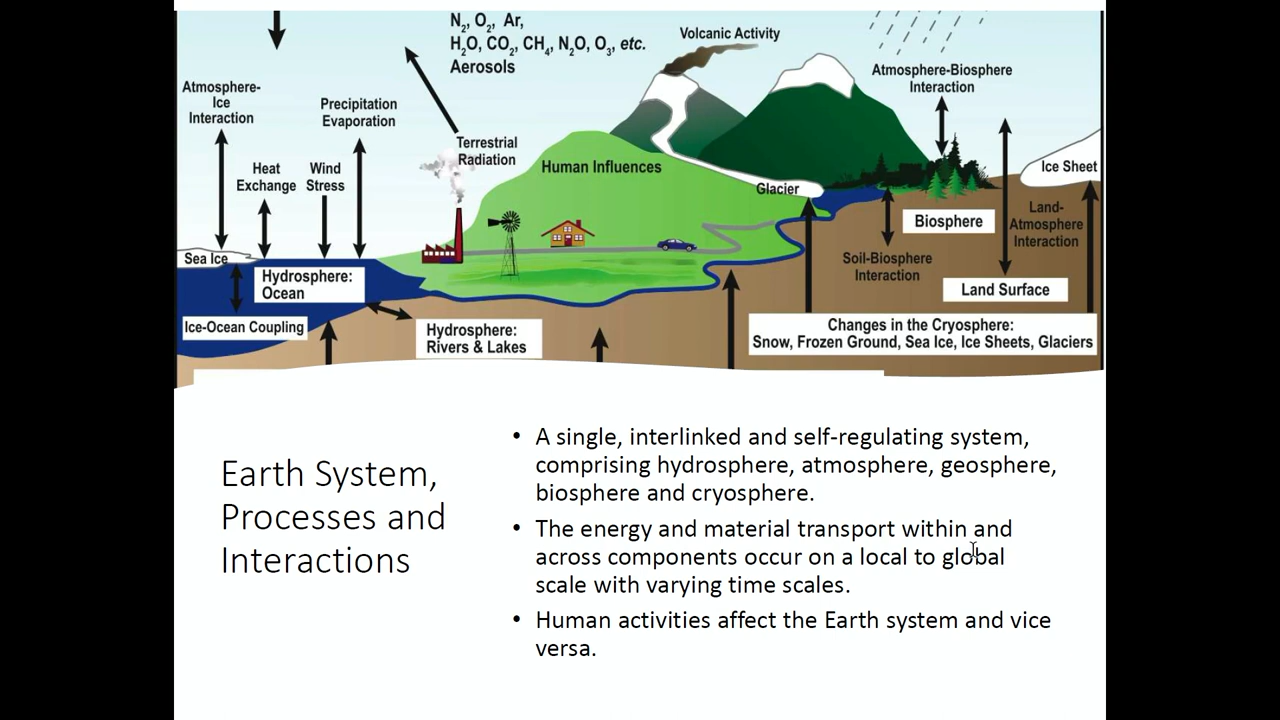 N₂, O₂, Ar,
H₂O, CO₂, CH₄, N₂O, O₃, etc.
Aerosols
Volcanic Activity
Atmosphere-
Ice
Interaction
Precipitation
Evaporation
Atmosphere-Biosphere
Interaction
Terrestrial
Radiation
Heat
Exchange
Wind
Stress
Human Influences
Ice Sheet
Glacier
Biosphere
Land-
Atmosphere
Interaction
Sea Ice
Soil-Biosphere
Interaction
Hydrosphere:
Ocean
Land Surface
Ice-Ocean Coupling
Hydrosphere:
Rivers & Lakes
Changes in the Cryosphere:
Snow, Frozen Ground, Sea Ice, Ice Sheets, Glaciers
Earth System,
Processes and
Interactions
• A single, interlinked and self-regulating system,
comprising hydrosphere, atmosphere, geosphere,
biosphere and cryosphere.
• The energy and material transport within and
across components occur on a local to global
scale with varying time scales.
• Human activities affect the Earth system and vice
versa.